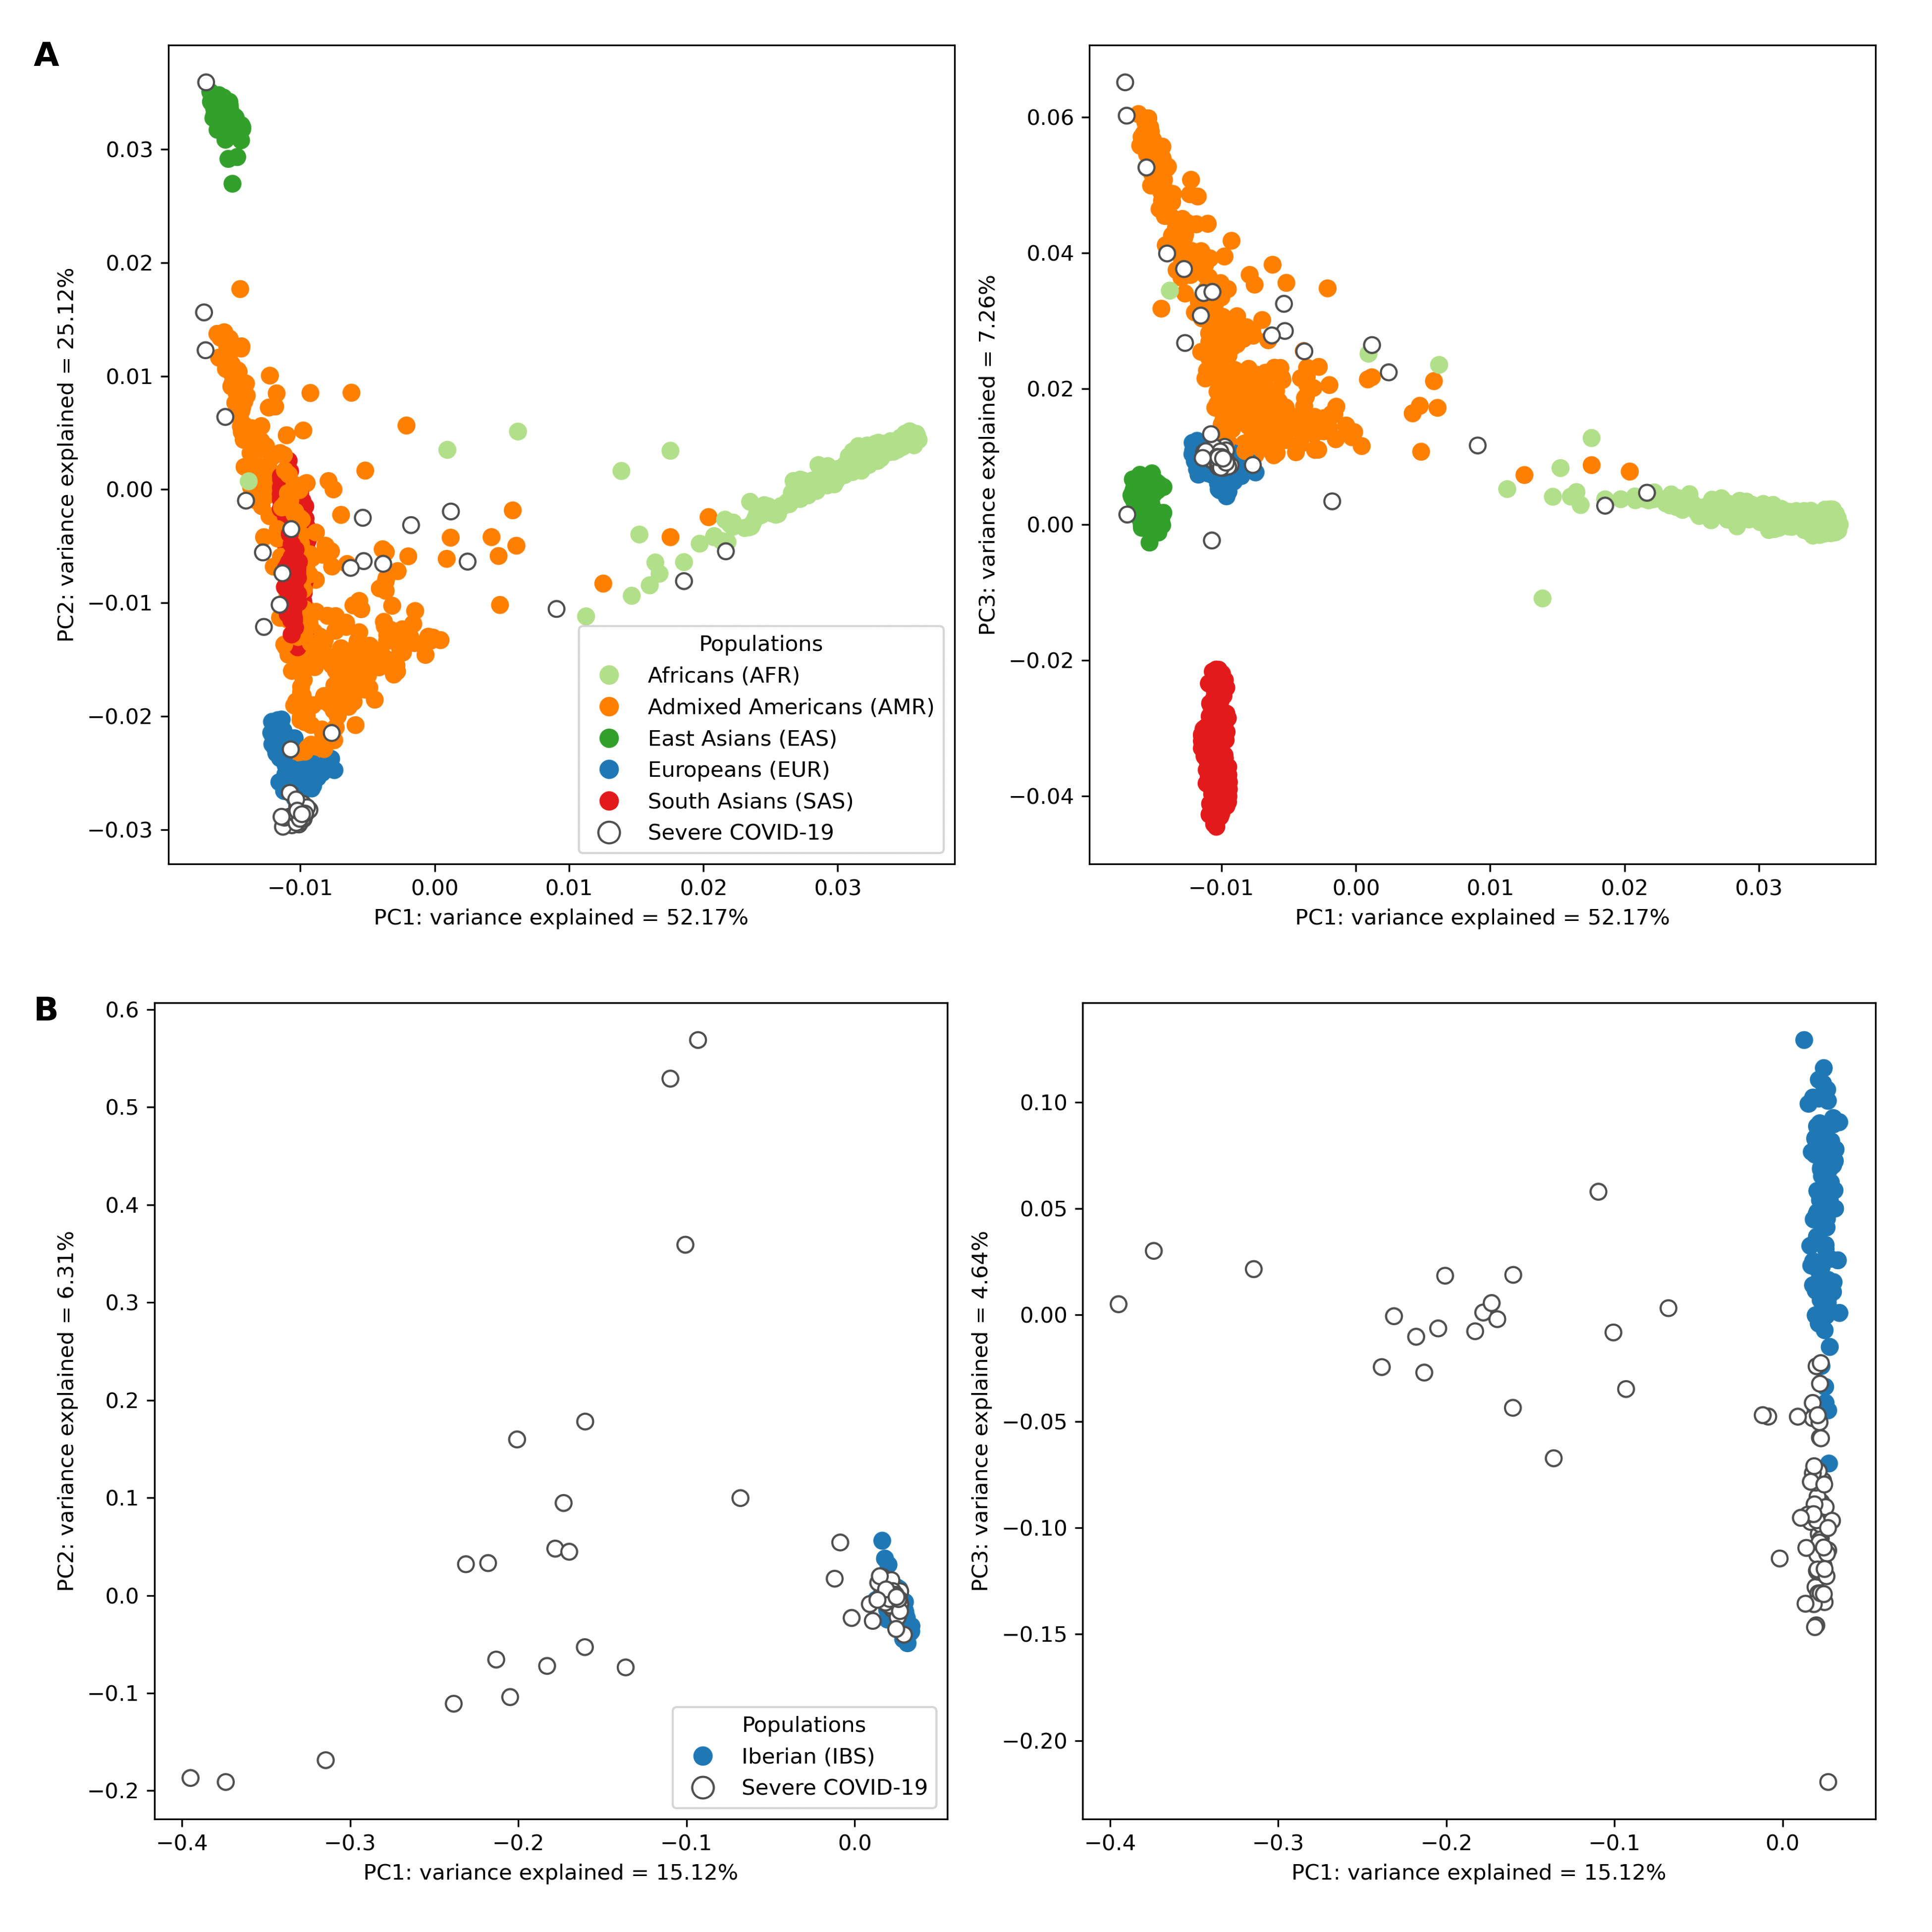 A
PC2: variance explained = 25.12%
0.03
0.02
0.01
0.00
−0.01
−0.02
−0.03
−0.01
0.00
0.01
0.02
0.03
PC1: variance explained = 52.17%
Populations
Africans (AFR)
Admixed Americans (AMR)
East Asians (EAS)
Europeans (EUR)
South Asians (SAS)
Severe COVID-19
PC3: variance explained = 7.26%
0.06
0.04
0.02
0.00
−0.02
−0.04
−0.01
0.00
0.01
0.02
0.03
PC1: variance explained = 52.17%
B
PC2: variance explained = 6.31%
0.6
0.5
0.4
0.3
0.2
0.1
0.0
−0.1
−0.2
−0.4
−0.3
−0.2
−0.1
0.0
PC1: variance explained = 15.12%
Populations
Iberian (IBS)
Severe COVID-19
PC3: variance explained = 4.64%
0.10
0.05
0.00
−0.05
−0.10
−0.15
−0.20
−0.4
−0.3
−0.2
−0.1
0.0
PC1: variance explained = 15.12%